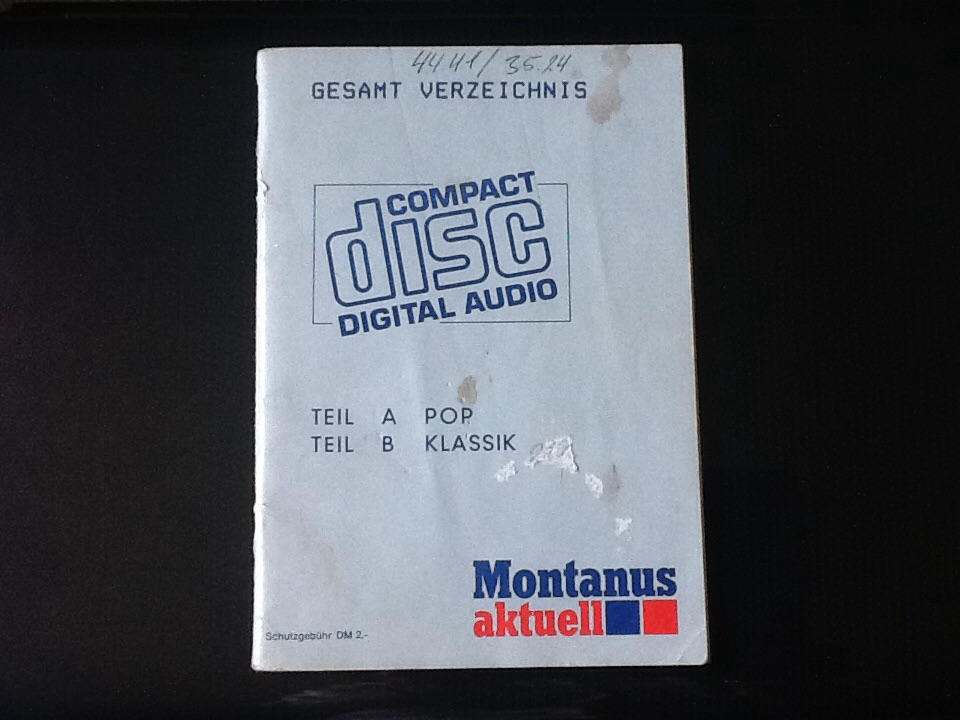 4441/35.24
GESAMT VERZEICHNIS
COMPACT
disc
DIGITAL AUDIO
TEIL A POP
TEIL B KLASSIK
Montanus
aktuell
Schutzgebühr DM 2,-